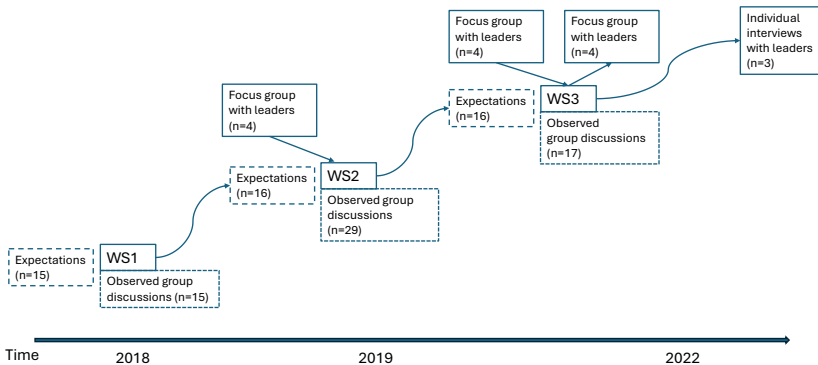 Focus group
with leaders
(n=4)
Focus group
with leaders
(n=4)
Individual
interviews
with leaders
(n=3)
Expectations
(n=16)
WS3
Observed
group discussions
(n=17)
Focus group
with leaders
(n=4)
Expectations
(n=16)
WS2
Observed group
discussions
(n=29)
Expectations
(n=15)
WS1
Observed group
discussions (n=15)
Time
2018
2019
2022